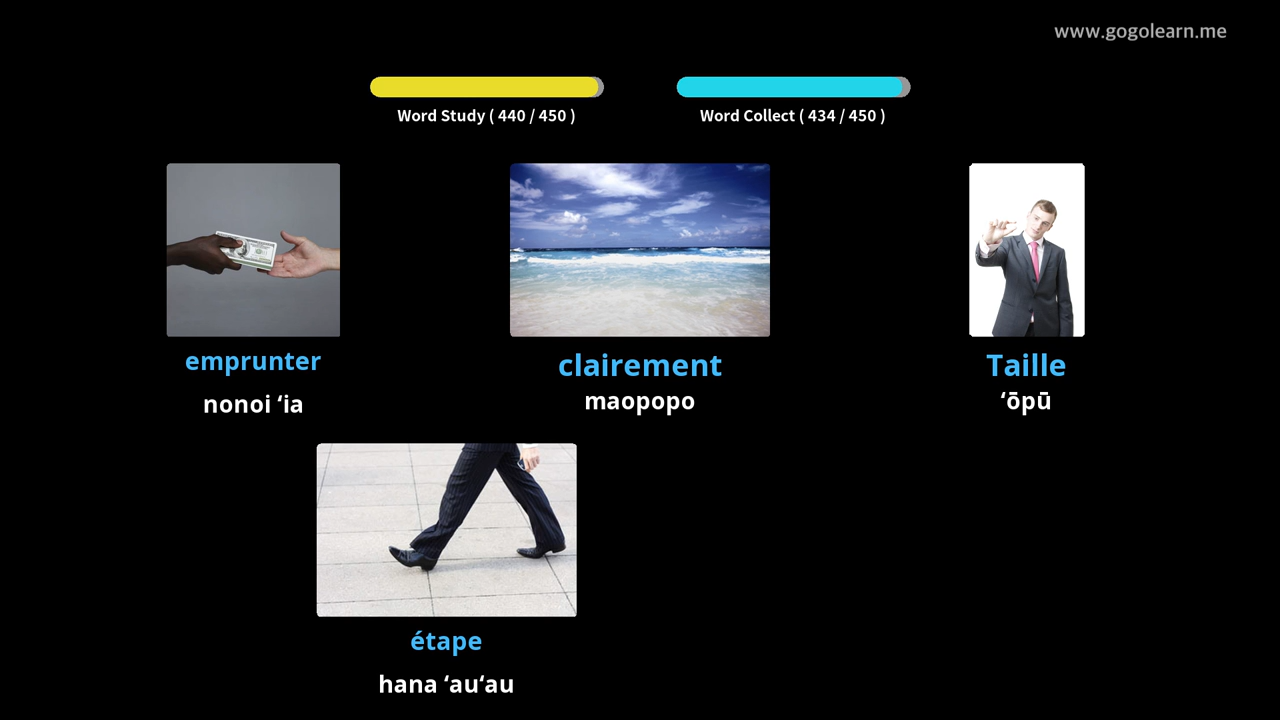 www.gogolearn.me
Word Study ( 440 / 450 )
Word Collect ( 434 / 450 )
emprunter
nonoi ʻia
clairement
maopopo
Taille
ʻōpū
étape
hana ʻauʻau